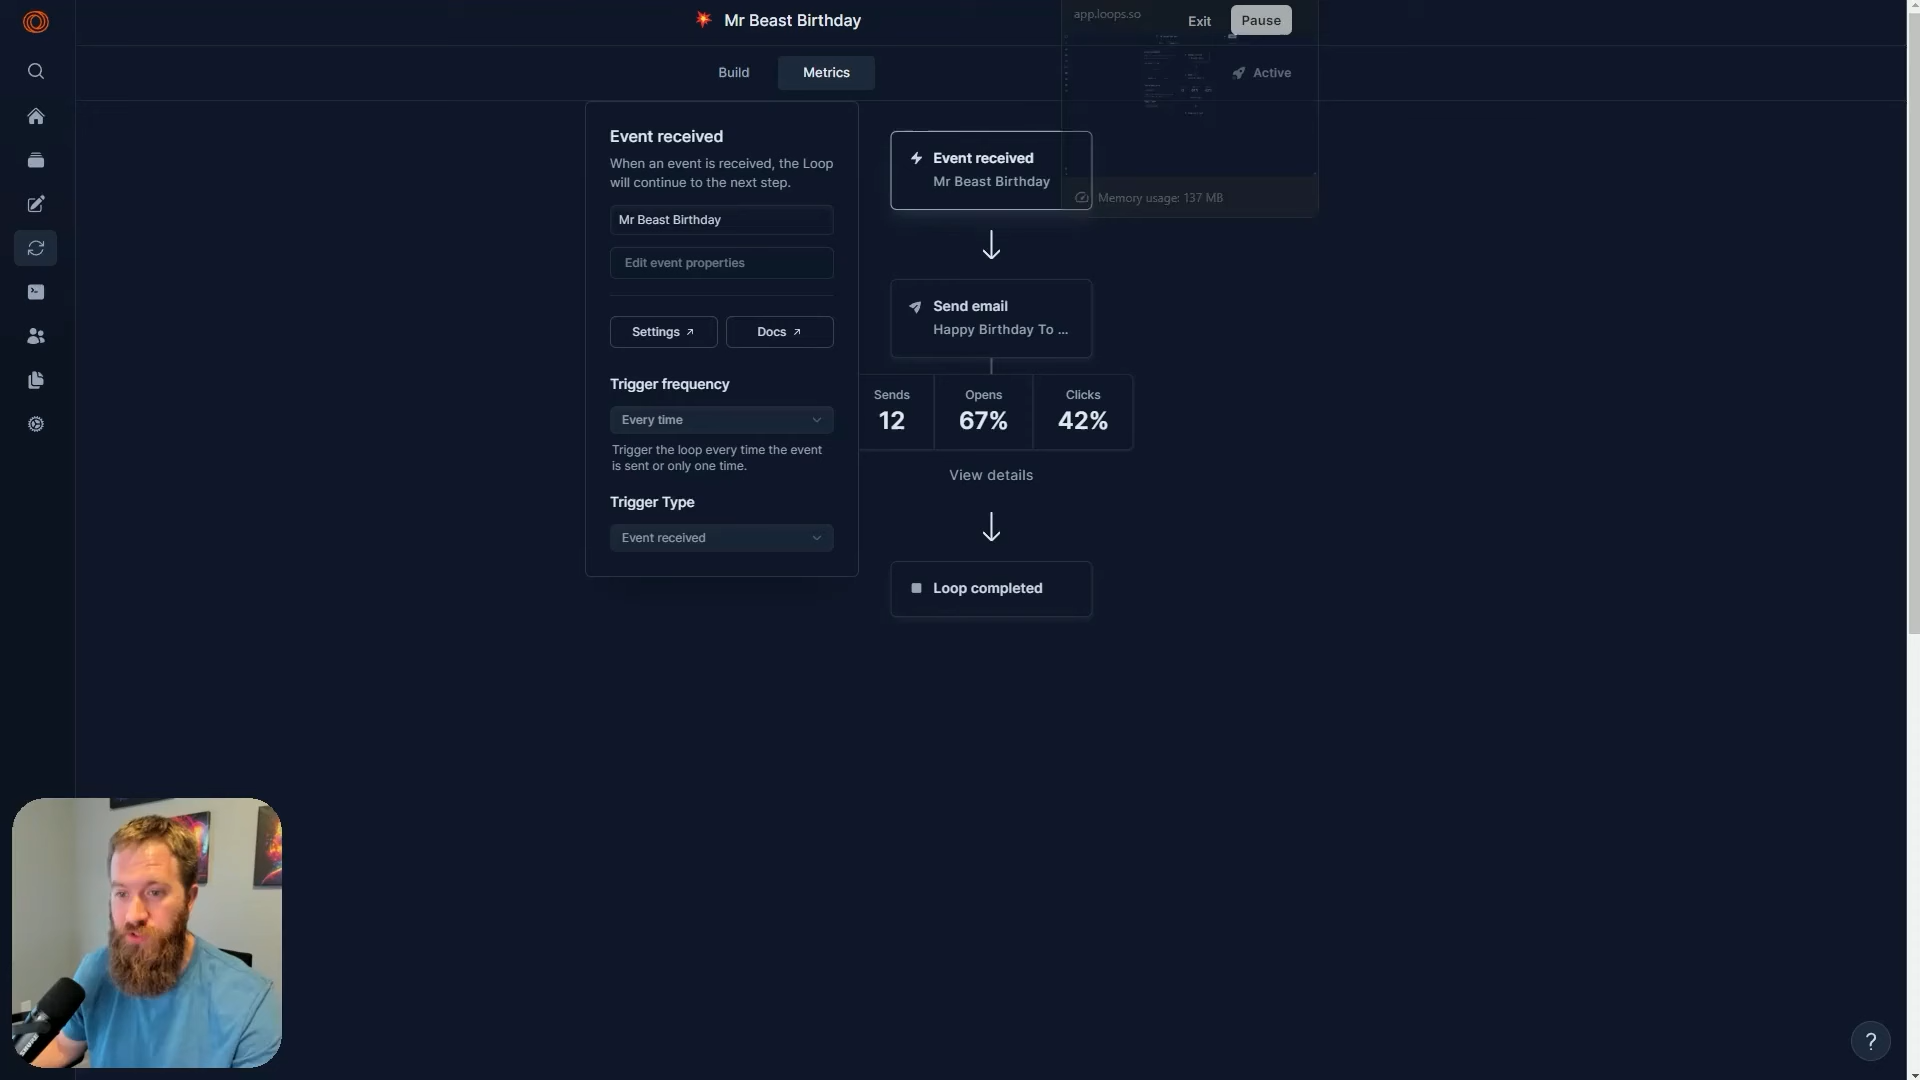 Mr Beast Birthday
app.loops.so
Exit
Pause
Build
Metrics
Active
Event received
When an event is received, the Loop
will continue to the next step.
Mr Beast Birthday
Edit event properties
Settings
Docs
Trigger frequency
Every time
Trigger the loop every time the event
is sent or only one time.
Trigger Type
Event received
Event received
Mr Beast Birthday
Memory usage: 137 MB
Send email
Happy Birthday To ...
Sends
12
Opens
67%
Clicks
42%
View details
Loop completed
?